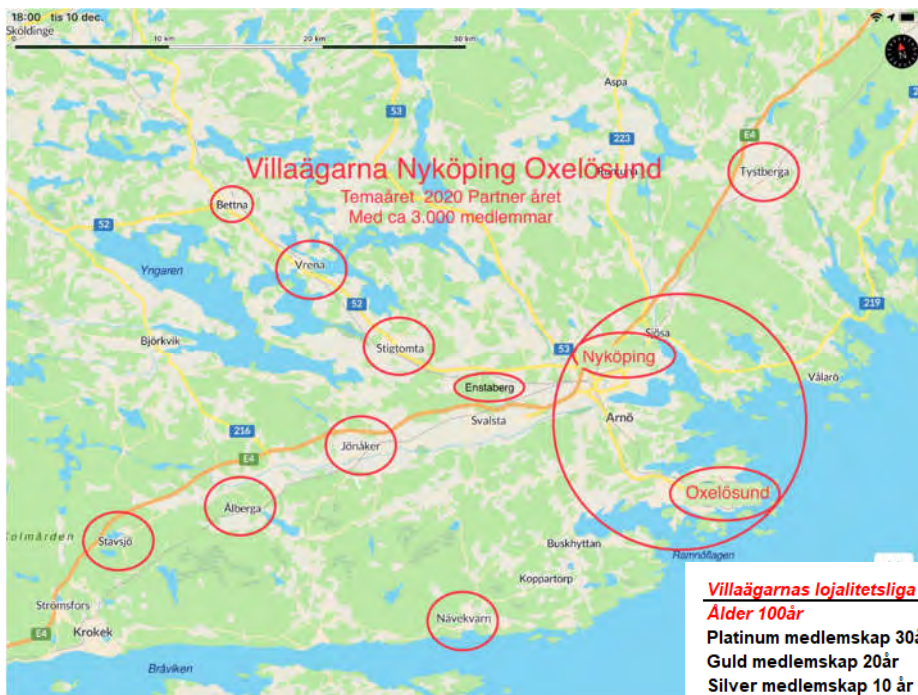 18:00 tis 10 dec.
Sköldinge
10 km
20 km
30 km
Aspa
53
223
E4
Villaägarna Nyköping Oxelösund
Tystberga
Temaåret 2020 Partner året
Med ca 3.000 medlemmar
Bettna
52
Vrena
Yngaren
219
52
Björkvik
Stigtomta
53
Sjösa
Nyköping
Enstaberg
Vålarö
Svalsta
Arnö
216
Jönåker
E4
Oxelösund
Ålberga
Stavsjö
Buskhyttan
Koppartorp
Strömsfors
Nävekvarn
E4
Krokek
Bråviken
Villaägarnas lojalitetsliga
Ålder 100år
Platinum medlemskap 30
Guld medlemskap 20år
Silver medlemskap 10 år